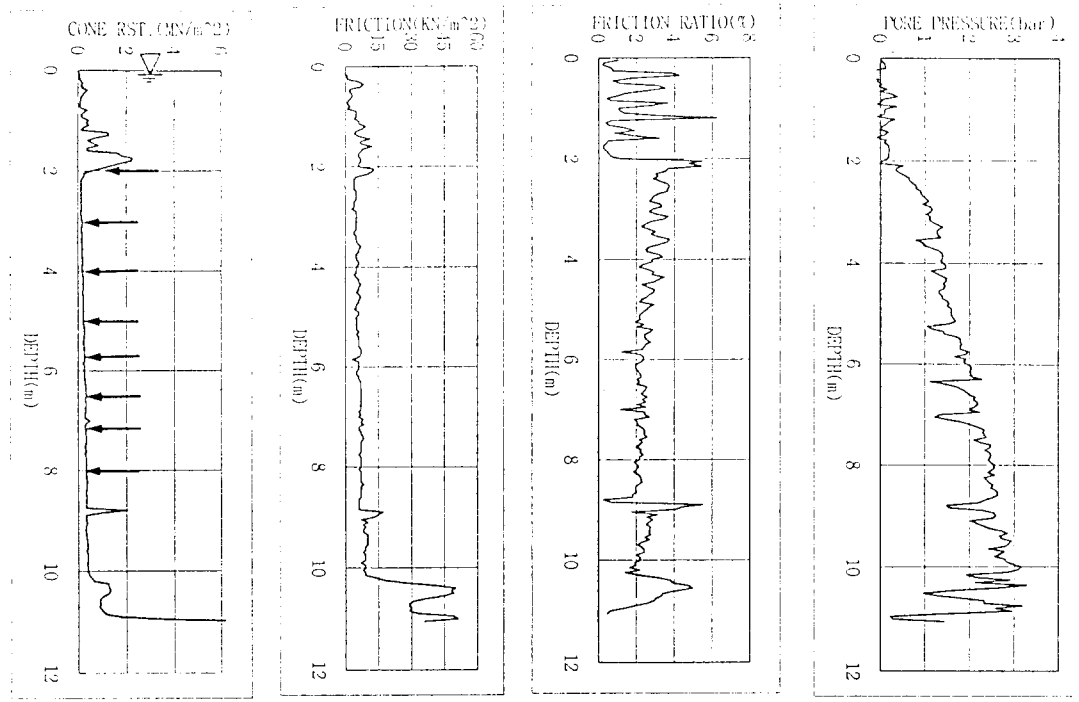 CONE RST.(MN/m^2)
0 2 4 6
0
2
4
6
8
10
12
DEPTH(m)
FRICTION(KN/m^2)
0 15 30 45 60
0
2
4
6
8
10
12
DEPTH(m)
FRICTION RATIO(%)
0 2 4 6 8
0
2
4
6
8
10
12
DEPTH(m)
PORE PRESSURE(bar)
0 1 2 3 4
0
2
4
6
8
10
12
DEPTH(m)